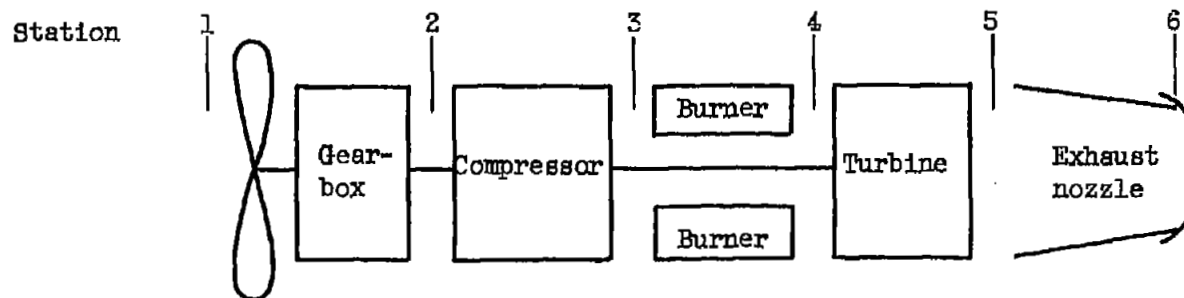 Station 1 2 3 4 5 6
Burner
Gear-
box
Compressor
Turbine
Exhaust
nozzle
Burner